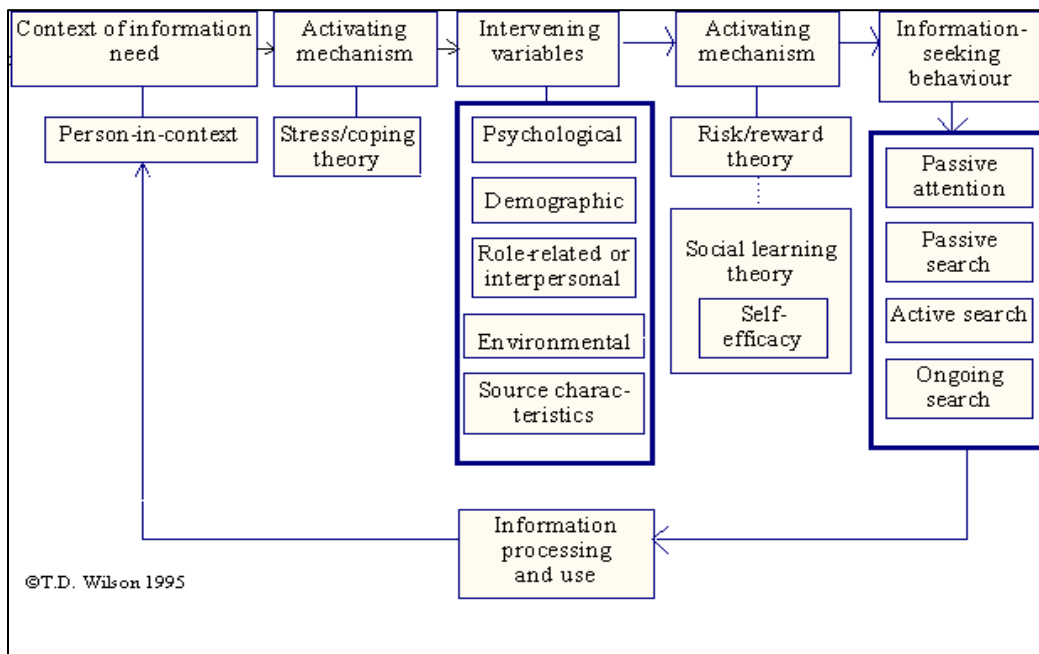 Context of information
need
Activating
mechanism
Intervening
variables
Activating
mechanism
Information-
seeking
behaviour
Person-in-context
Stress/coping
theory
Psychological
Demographic
Role-related or
interpersonal
Environmental
Source charac-
teristics
Risk/reward
theory
Social learning
theory
Self-
efficacy
Passive
attention
Passive
search
Active search
Ongoing
search
Information
processing
and use
©T.D. Wilson 1995